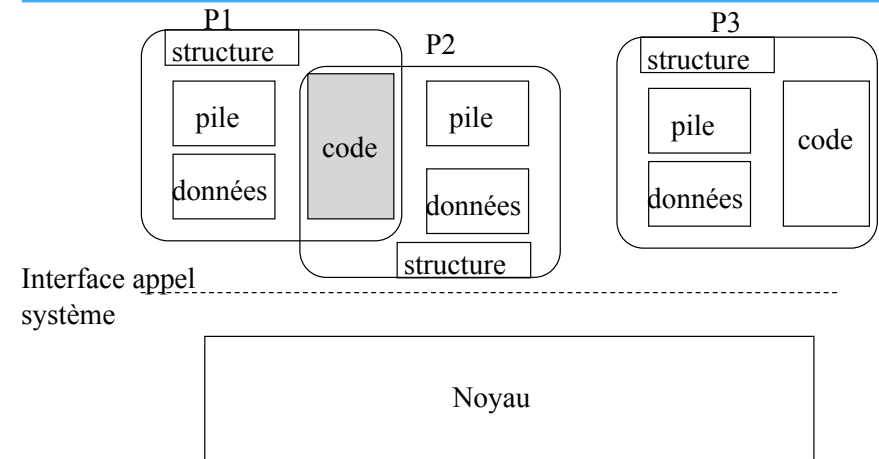 P1
structure
pile
données
code
P2
pile
données
structure
P3
structure
pile
données
code
Interface appel
système
Noyau